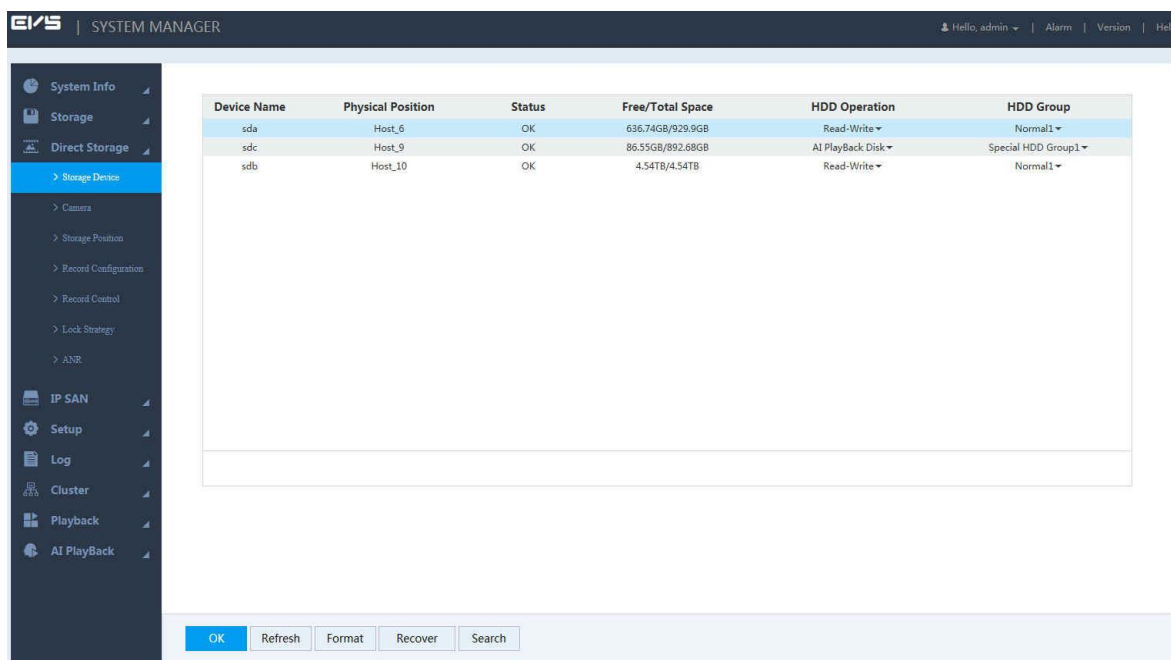 EIVS | SYSTEM MANAGER
Hello, admin | Alarm | Version | Hel
System Info
Storage
Direct Storage
> Storage Device
> Camera
> Storage Position
> Record Configuration
> Record Control
> Lock Strategy
> ANR
IP SAN
Setup
Log
Cluster
Playback
AI PlayBack
Device Name Physical Position Status Free/Total Space HDD Operation HDD Group
sda Host_6 OK 636.74GB/929.9GB Read-Write Normal1
sdc Host_9 OK 86.55GB/892.68GB AI PlayBack Disk Special HDD Group1
sdb Host_10 OK 4.54TB/4.54TB Read-Write Normal1
OK Refresh Format Recover Search